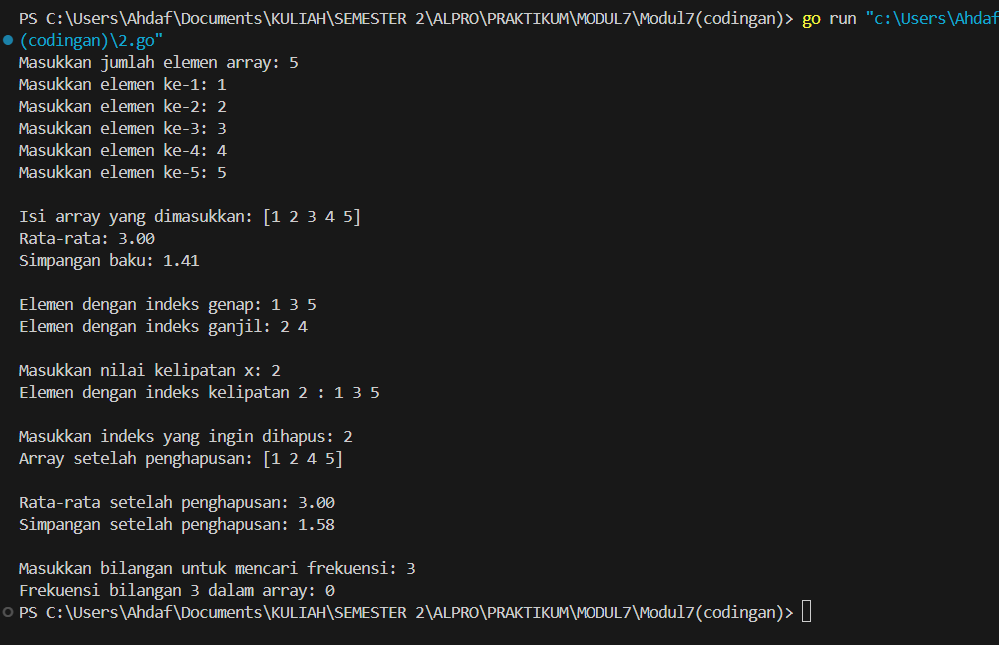 PS C:\Users\Ahdaf\Documents\KULIAH\SEMESTER 2\ALPRO\PRAKTIKUM\MODUL7\Modul7(codingan)> go run "c:\Users\Ahdaf
(codingan)\2.go"
Masukkan jumlah elemen array: 5
Masukkan elemen ke-1: 1
Masukkan elemen ke-2: 2
Masukkan elemen ke-3: 3
Masukkan elemen ke-4: 4
Masukkan elemen ke-5: 5
Isi array yang dimasukkan: [1 2 3 4 5]
Rata-rata: 3.00
Simpangan baku: 1.41
Elemen dengan indeks genap: 1 3 5
Elemen dengan indeks ganjil: 2 4
Masukkan nilai kelipatan x: 2
Elemen dengan indeks kelipatan 2 : 1 3 5
Masukkan indeks yang ingin dihapus: 2
Array setelah penghapusan: [1 2 4 5]
Rata-rata setelah penghapusan: 3.00
Simpangan setelah penghapusan: 1.58
Masukkan bilangan untuk mencari frekuensi: 3
Frekuensi bilangan 3 dalam array: 0
PS C:\Users\Ahdaf\Documents\KULIAH\SEMESTER 2\ALPRO\PRAKTIKUM\MODUL7\Modul7(codingan)>